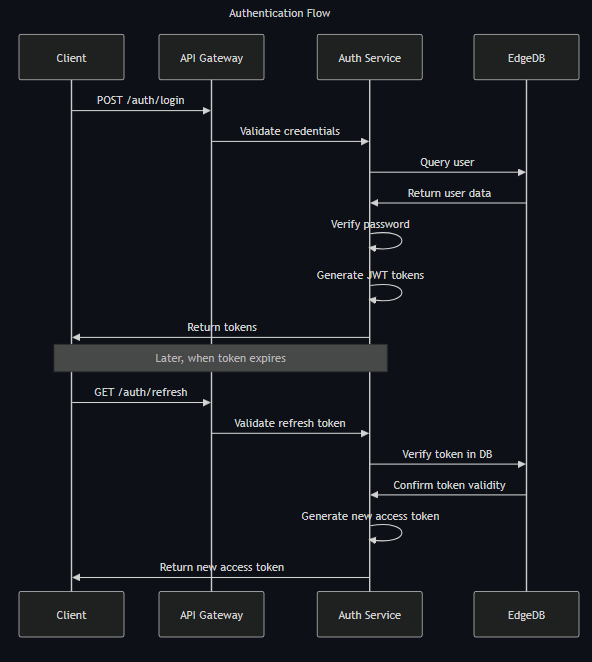 Authentication Flow
Client
API Gateway
Auth Service
EdgeDB
POST /auth/login
Validate credentials
Query user
Return user data
Verify password
Generate JWT tokens
Return tokens
Later, when token expires
GET /auth/refresh
Validate refresh token
Verify token in DB
Confirm token validity
Generate new access token
Return new access token
Client
API Gateway
Auth Service
EdgeDB